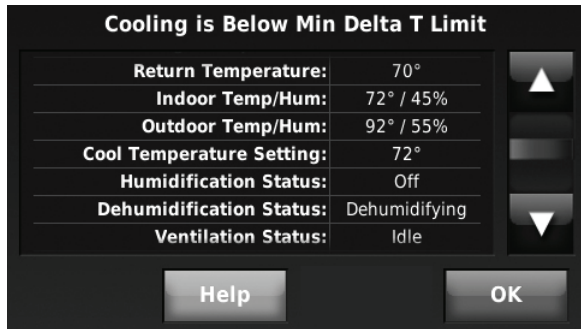 Cooling is Below Min Delta T Limit
Return Temperature: 70°
Indoor Temp/Hum: 72° / 45%
Outdoor Temp/Hum: 92° / 55%
Cool Temperature Setting: 72°
Humidification Status: Off
Dehumidification Status: Dehumidifying
Ventilation Status: Idle
Help OK